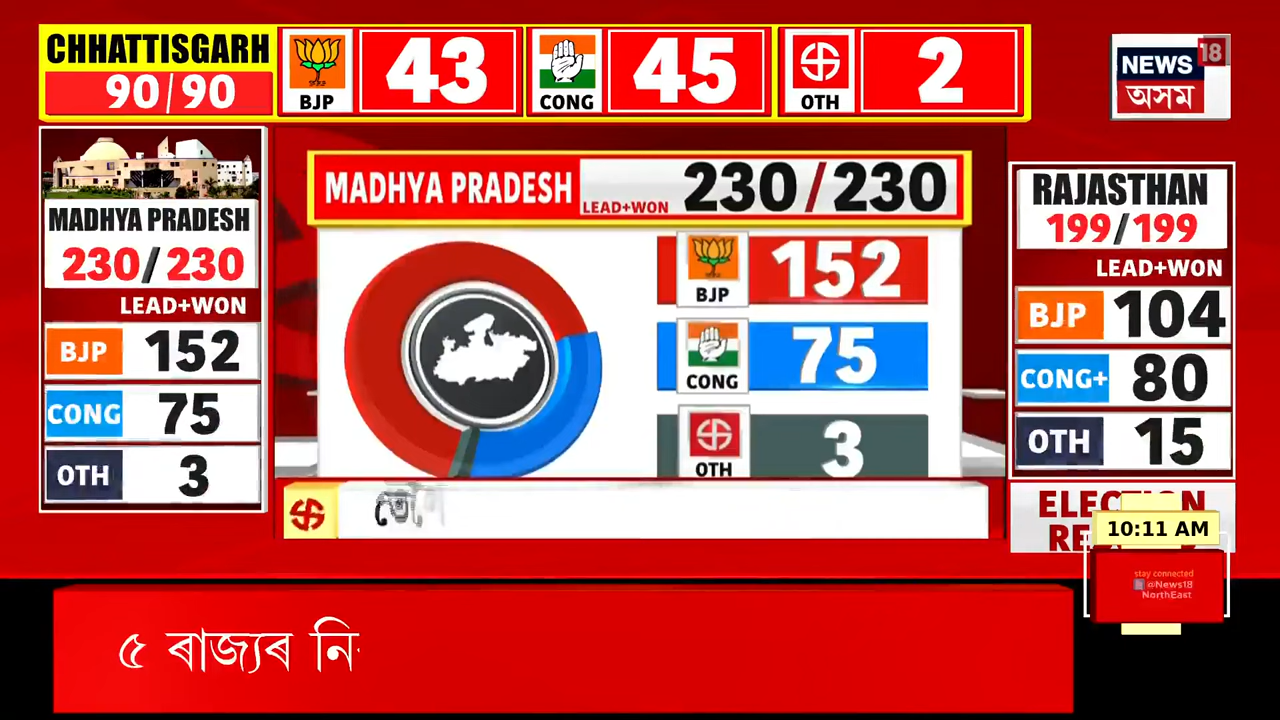 CHHATTISGARH
90/90
BJP
43
CONG
45
OTH
2
NEWS 18
অসম
MADHYA PRADESH
230/230
LEAD+WON
BJP 152
CONG 75
OTH 3
MADHYA PRADESH LEAD+WON 230/230
BJP 152
CONG 75
OTH 3
RAJASTHAN
199/199
LEAD+WON
BJP 104
CONG+ 80
OTH 15
10:11 AM
stay connected
@News18
NorthEast
৫ ৰাজ্যৰ